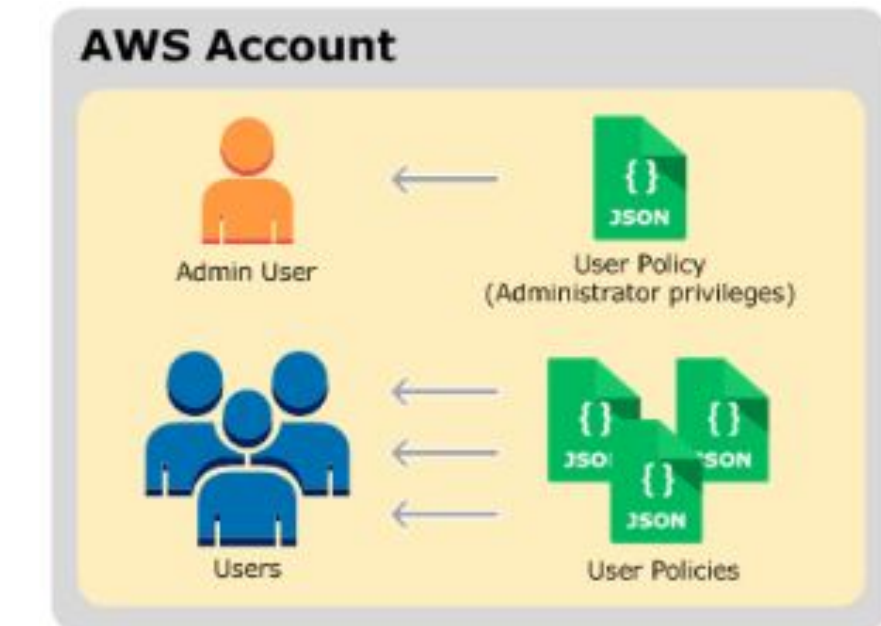 AWS Account
{}
JSON
Admin User
User Policy
(Administrator privileges)
{}
{}
JSO
SON
{}
JSON
Users
User Policies